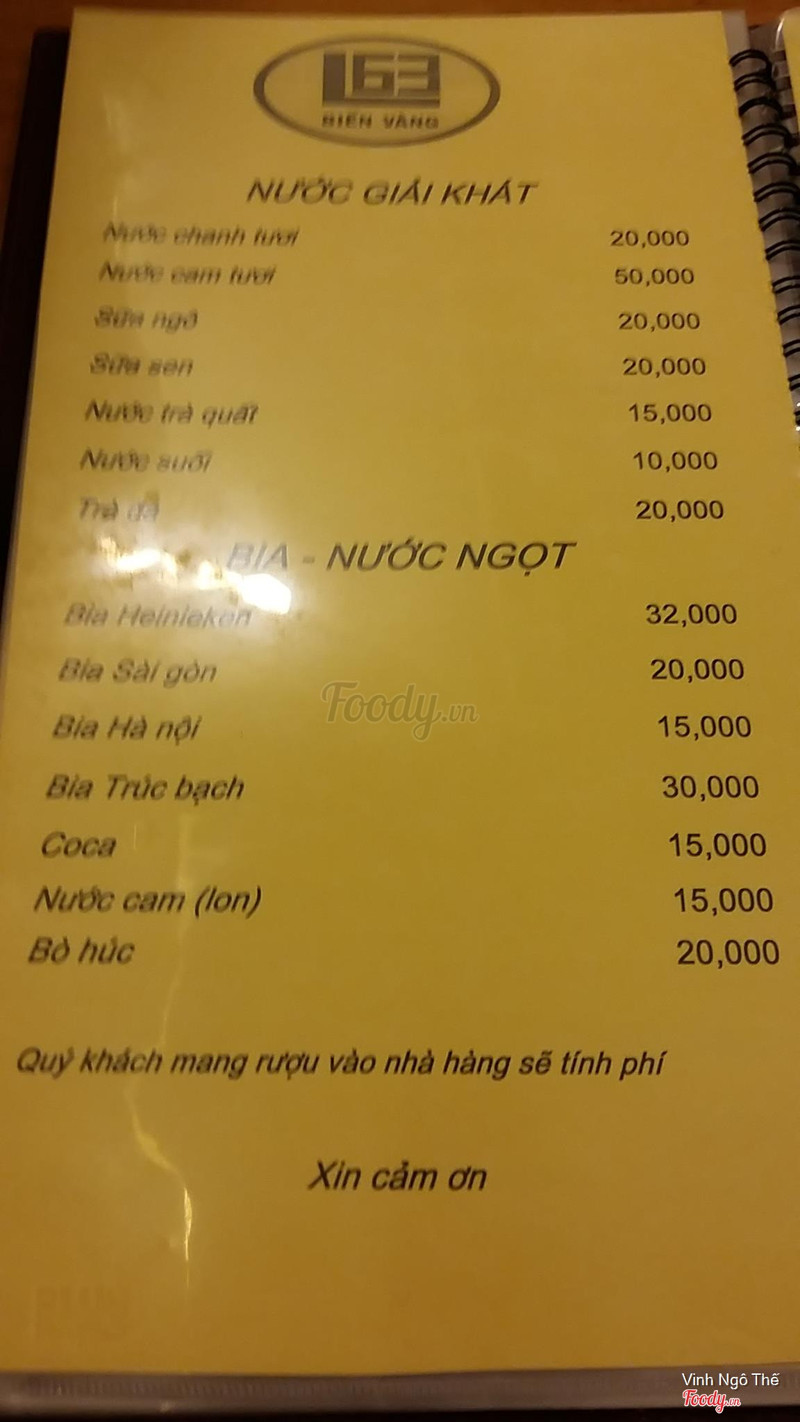 163
BIỂN VÀNG
NƯỚC GIẢI KHÁT
Nước chanh tươi 20,000
Nước cam tươi 50,000
Sữa ngô 20,000
Sữa sen 20,000
Nước trà quất 15,000
Nước suối 10,000
Trà đá 20,000
BIA - NƯỚC NGỌT
Bia Heinieken 32,000
Bia Sài gòn 20,000
Bia Hà nội 15,000
Bia Trúc bạch 30,000
Coca 15,000
Nước cam (lon) 15,000
Bò húc 20,000
Quý khách mang rượu vào nhà hàng sẽ tính phí
Xin cảm ơn
Foody.vn
Vinh Ngô Thế
Foody.vn